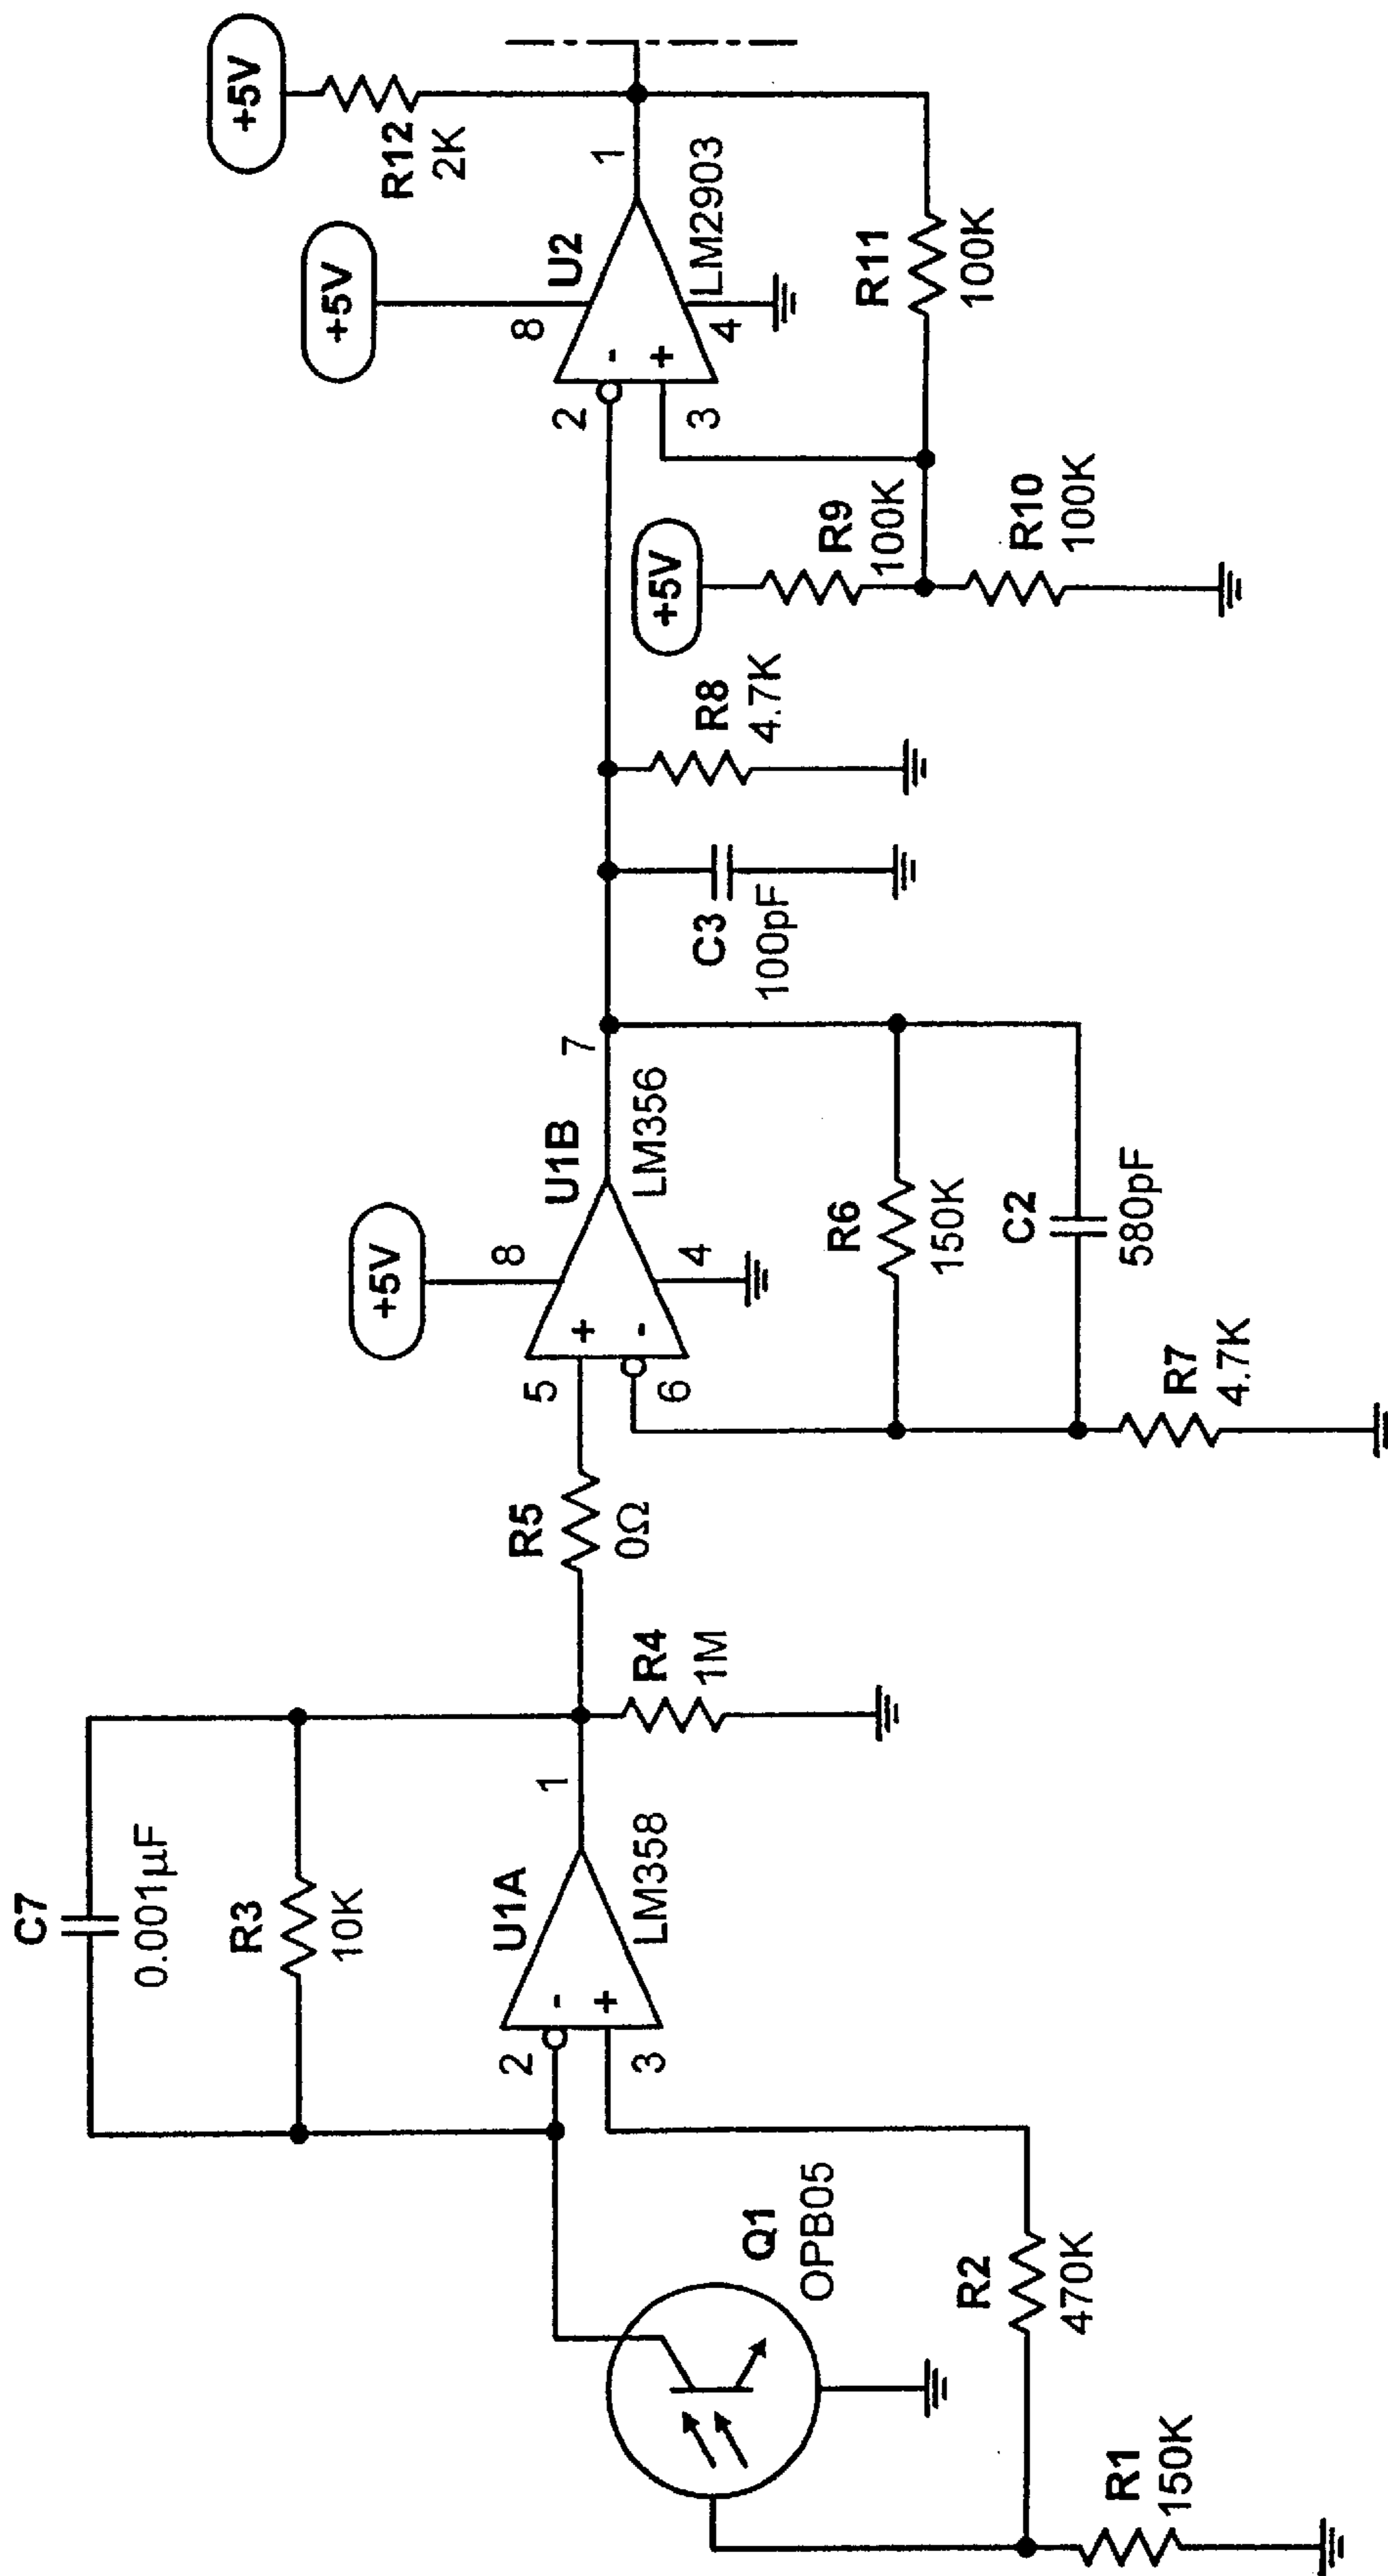 C7
0.001µF
R3
10K
U1A
LM358
2
3
1
-
+
Q1
OPB05
R2
470K
R1
150K
R4
1M
R5
0Ω
+5V
U1B
LM356
8
5
6
4
7
+
-
R6
150K
C2
580pF
R7
4.7K
C3
100pF
R8
4.7K
+5V
R9
100K
R10
100K
+5V
U2
LM2903
8
2
3
4
1
-
+
R11
100K
+5V
R12
2K